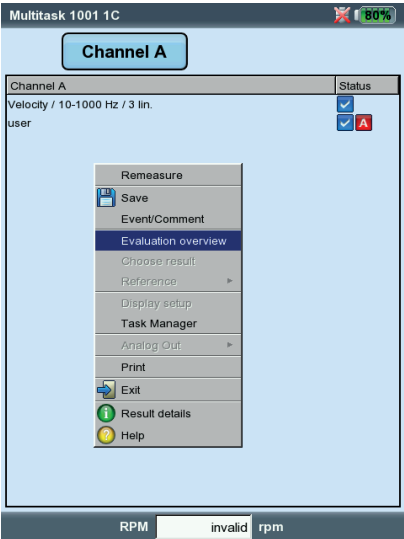 Multitask 1001 1C 80%
Channel A
Channel A Status
Velocity / 10-1000 Hz / 3 lin.
user A
Remeasure
Save
Event/Comment
Evaluation overview
Choose result
Reference
Display setup
Task Manager
Analog Out
Print
Exit
i Result details
? Help
RPM invalid rpm